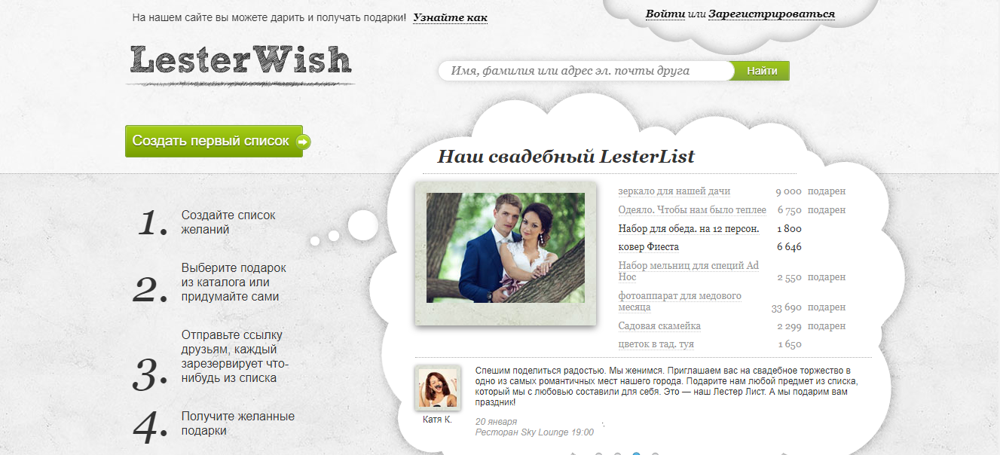 На нашем сайте вы можете дарить и получать подарки! Узнайте как
Войти или Зарегистрироваться
LesterWish
Имя, фамилия или адрес эл. почты друга
Найти
Создать первый список
1. Создайте список
желаний
2. Выберите подарок
из каталога или
придумайте сами
3. Отправьте ссылку
друзьям, каждый
зарезервирует что-
нибудь из списка
4. Получите желанные
подарки
Наш свадебный LesterList
зеркало для нашей дачи 9 000 подарен
Одеяло. Чтобы нам было теплее 6 750 подарен
Набор для обеда. на 12 персон. 1 800
ковер Фиеста 6 646
Набор мельниц для специй Ad
Hoc 2 550 подарен
фотоаппарат для медового
месяца 33 690 подарен
Садовая скамейка 2 299 подарен
цветок в тад. туя 1 650
Катя К.
Спешим поделиться радостью. Мы женимся. Приглашаем вас на свадебное торжество в
одно из самых романтичных мест нашего города. Подарите нам любой предмет из списка,
который мы с любовью составили для себя. Это — наш Лестер Лист. А мы подарим вам
праздник!
20 января
Ресторан Sky Lounge 19:00